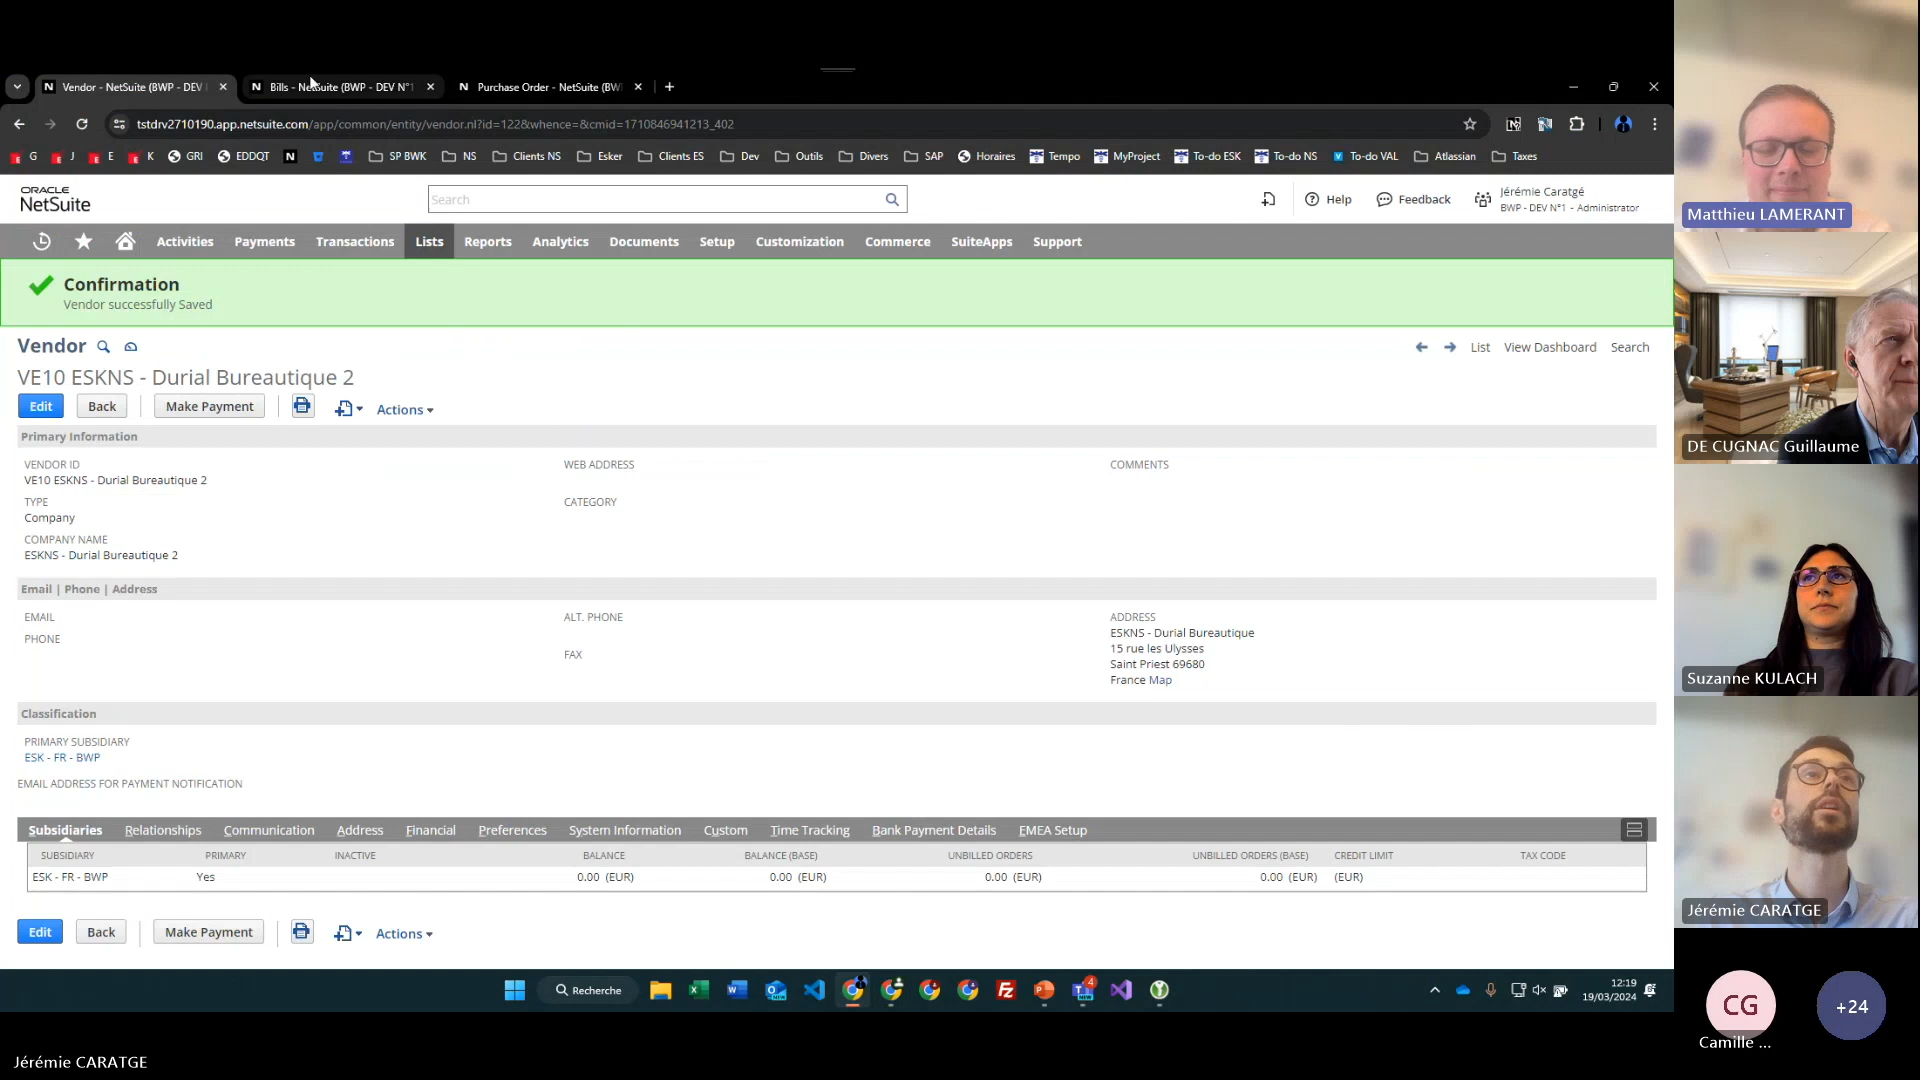 Vendor - NetSuite (BWP - DEV
Bills - NetSuite (BWP - DEV N°1
Purchase Order - NetSuite (BW
tstdrv2710190.app.netsuite.com/app/common/entity/vendor.nl?id=122&whence=&cmid=1710846941213_402
G J E K GRI EDDQT SP BWK NS Clients NS Esker Clients ES Dev Outils Divers SAP Horaires Tempo MyProject To-do ESK To-do NS To-do VAL Atlassian Taxes
ORACLE
NetSuite
Search
Help
Feedback
Jérémie Caratgé
BWP - DEV N°1 - Administrator
Activities Payments Transactions Lists Reports Analytics Documents Setup Customization Commerce SuiteApps Support
Confirmation
Vendor successfully Saved
Vendor
List View Dashboard Search
VE10 ESKNS - Durial Bureautique 2
Edit Back Make Payment Actions
Primary Information
VENDOR ID
VE10 ESKNS - Durial Bureautique 2
TYPE
Company
COMPANY NAME
ESKNS - Durial Bureautique 2
WEB ADDRESS
CATEGORY
COMMENTS
Email | Phone | Address
EMAIL
PHONE
ALT. PHONE
FAX
ADDRESS
ESKNS - Durial Bureautique
15 rue les Ulysses
Saint Priest 69680
France Map
Classification
PRIMARY SUBSIDIARY
ESK - FR - BWP
EMAIL ADDRESS FOR PAYMENT NOTIFICATION
Subsidiaries Relationships Communication Address Financial Preferences System Information Custom Time Tracking Bank Payment Details EMEA Setup
SUBSIDIARY PRIMARY INACTIVE BALANCE BALANCE (BASE) UNBILLED ORDERS UNBILLED ORDERS (BASE) CREDIT LIMIT TAX CODE
ESK - FR - BWP Yes 0.00 (EUR) 0.00 (EUR) 0.00 (EUR) 0.00 (EUR) (EUR)
Edit Back Make Payment Actions
Recherche
4
12:19
19/03/2024
Jérémie CARATGE
Matthieu LAMERANT
DE CUGNAC Guillaume
Suzanne KULACH
Jérémie CARATGE
CG
Camille ...
+24